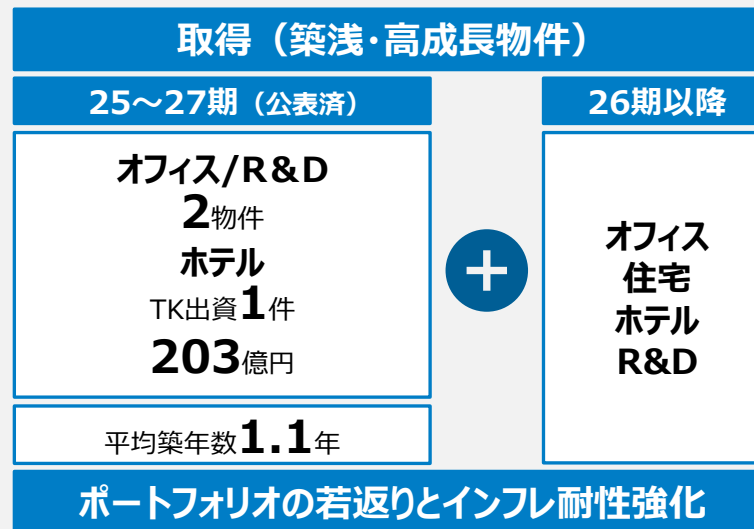 取得（築浅・高成長物件）
25～27期（公表済）
オフィス/R&D
2物件
ホテル
TK出資1件
203億円
平均築年数1.1年
+
26期以降
オフィス
住宅
ホテル
R&D
ポートフォリオの若返りとインフレ耐性強化